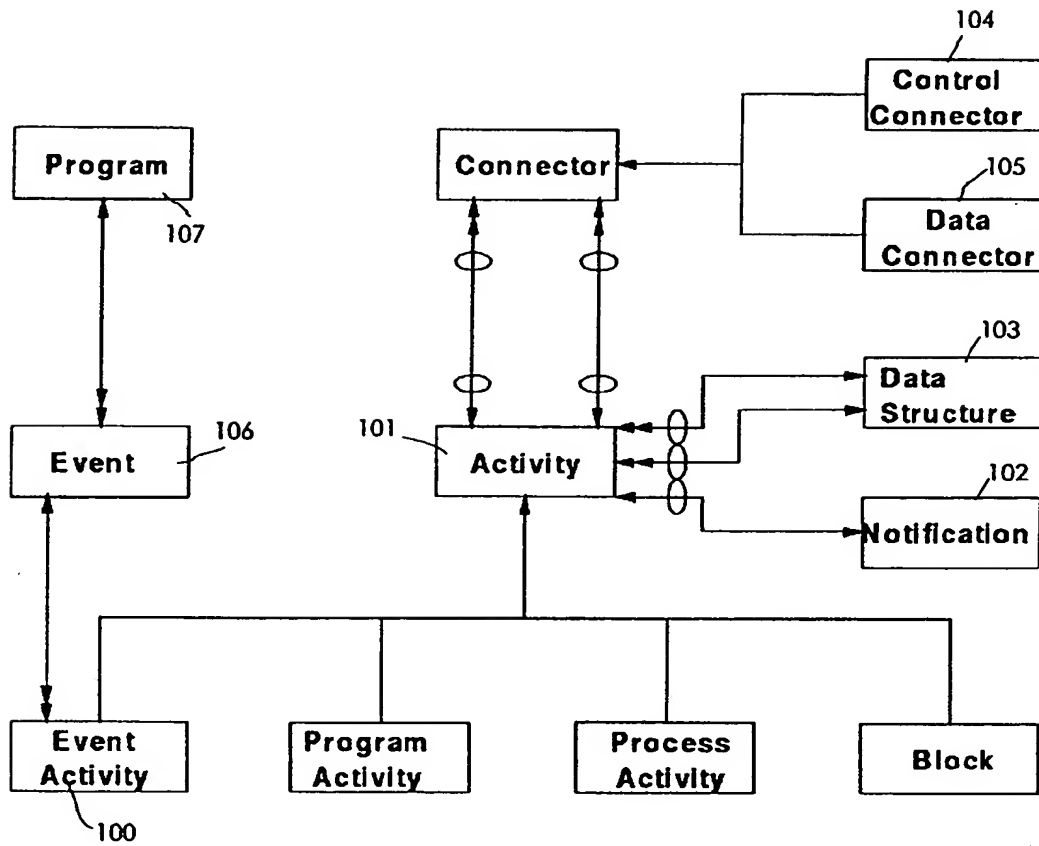 104
Control
Connector
Program
107
Connector
105
Data
Connector
103
Data
Structure
106
Event
101
Activity
102
Notification
Event
Activity
100
Program
Activity
Process
Activity
Block